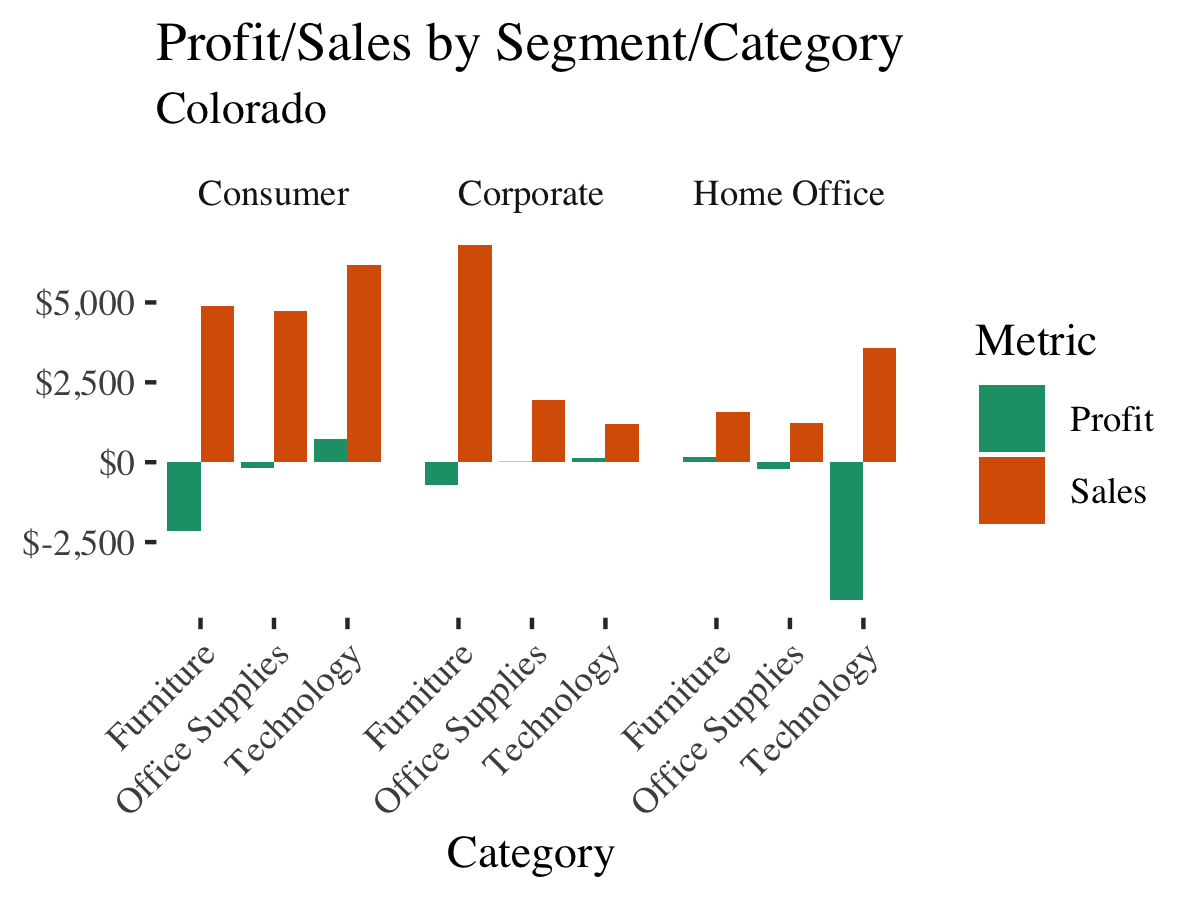 Profit/Sales by Segment/Category
Colorado
Consumer
Corporate
Home Office
$5,000
$2,500
$0
$-2,500
Furniture
Office Supplies
Technology
Furniture
Office Supplies
Technology
Furniture
Office Supplies
Technology
Category
Metric
Profit
Sales